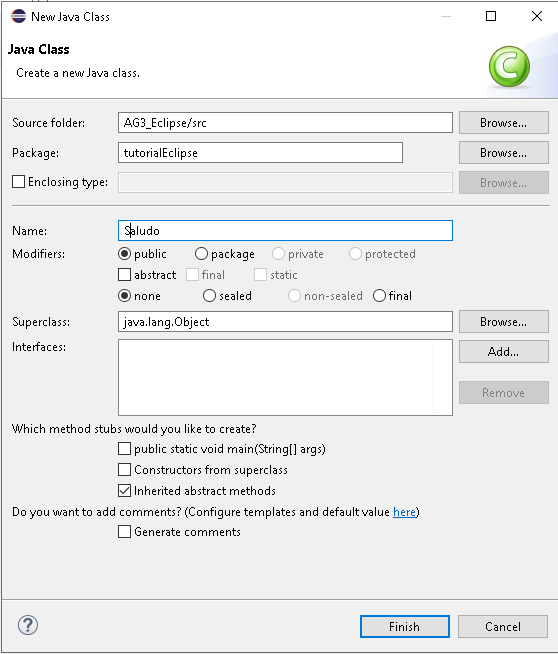 New Java Class
Java Class
Create a new Java class.
Source folder: AG3_Eclipse/src Browse...
Package: tutorialEclipse Browse...
Enclosing type: Browse...
Name: Saludo
Modifiers: public package private protected
abstract final static
none sealed non-sealed final
Superclass: java.lang.Object Browse...
Interfaces: Add...
Remove
Which method stubs would you like to create?
public static void main(String[] args)
Constructors from superclass
Inherited abstract methods
Do you want to add comments? (Configure templates and default value here)
Generate comments
? Finish Cancel